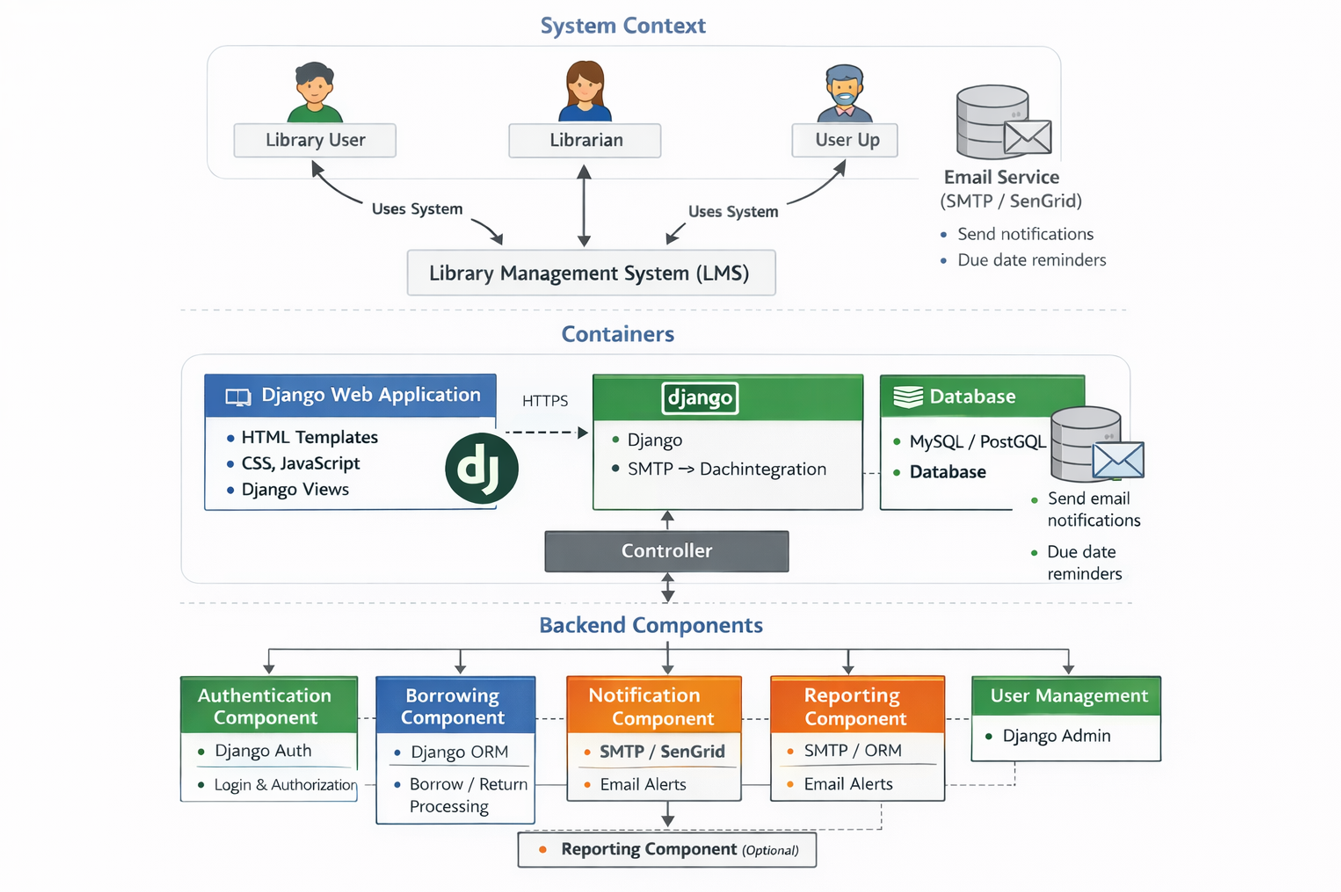 System Context
Library User
Librarian
User Up
Email Service
(SMTP / SenGrid)
• Send notifications
• Due date reminders
Uses System
Uses System
Library Management System (LMS)
Containers
Django Web Application
• HTML Templates
• CSS, JavaScript
• Django Views
dj
HTTPS
django
• Django
• SMTP → Dachintegration
Database
• MySQL / PostGQL
• Database
• Send email
notifications
• Due date
reminders
Controller
Backend Components
Authentication
Component
• Django Auth
• Login & Authorization
Borrowing
Component
• Django ORM
• Borrow / Return
Processing
Notification
Component
• SMTP / SenGrid
• Email Alerts
Reporting
Component
• SMTP / ORM
• Email Alerts
User Management
• Django Admin
• Reporting Component (Optional)